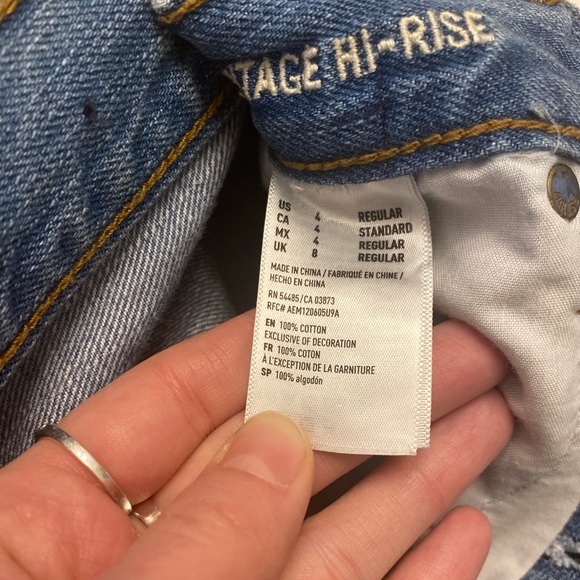 TAGE HI-RISE
US 4 REGULAR
CA 4 STANDARD
MX 4 REGULAR
UK 8 REGULAR
MADE IN CHINA / FABRIQUÉ EN CHINE /
HECHO EN CHINA
RN 54485/CA 03873
RFC# AEM120605U9A
EN 100% COTTON
EXCLUSIVE OF DECORATION
FR 100% COTON
À L'EXCEPTION DE LA GARNITURE
SP 100% algodón